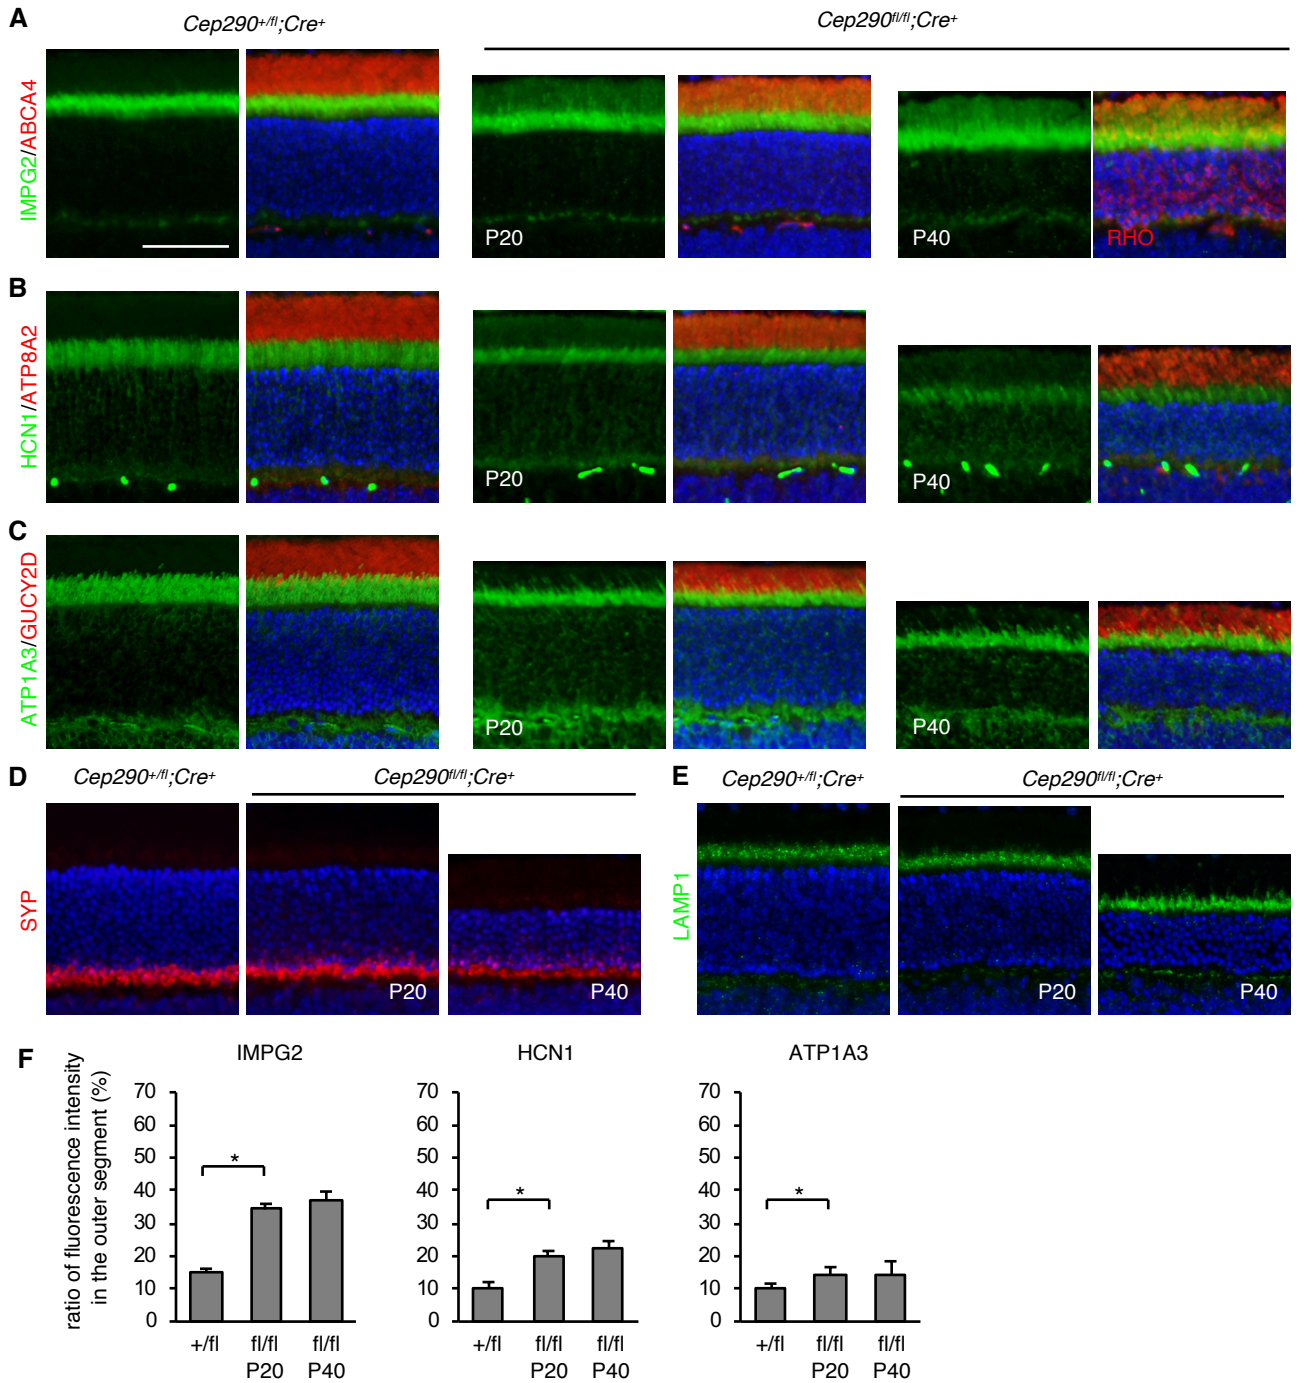 A
Cep290+/fl;Cre+
Cep290fl/fl;Cre+
IMPG2/ABCA4
P20
P40
RHO
B
HCN1/ATP8A2
P20
P40
C
ATP1A3/GUCY2D
P20
P40
D
Cep290+/fl;Cre+
Cep290fl/fl;Cre+
SYP
P20
P40
E
Cep290+/fl;Cre+
Cep290fl/fl;Cre+
LAMP1
P20
P40
F
ratio of fluorescence intensity
in the outer segment (%)
IMPG2
70
60
50
40
30
20
10
0
*
+/fl
fl/fl
P20
fl/fl
P40
HCN1
70
60
50
40
30
20
10
0
*
+/fl
fl/fl
P20
fl/fl
P40
ATP1A3
70
60
50
40
30
20
10
0
*
+/fl
fl/fl
P20
fl/fl
P40